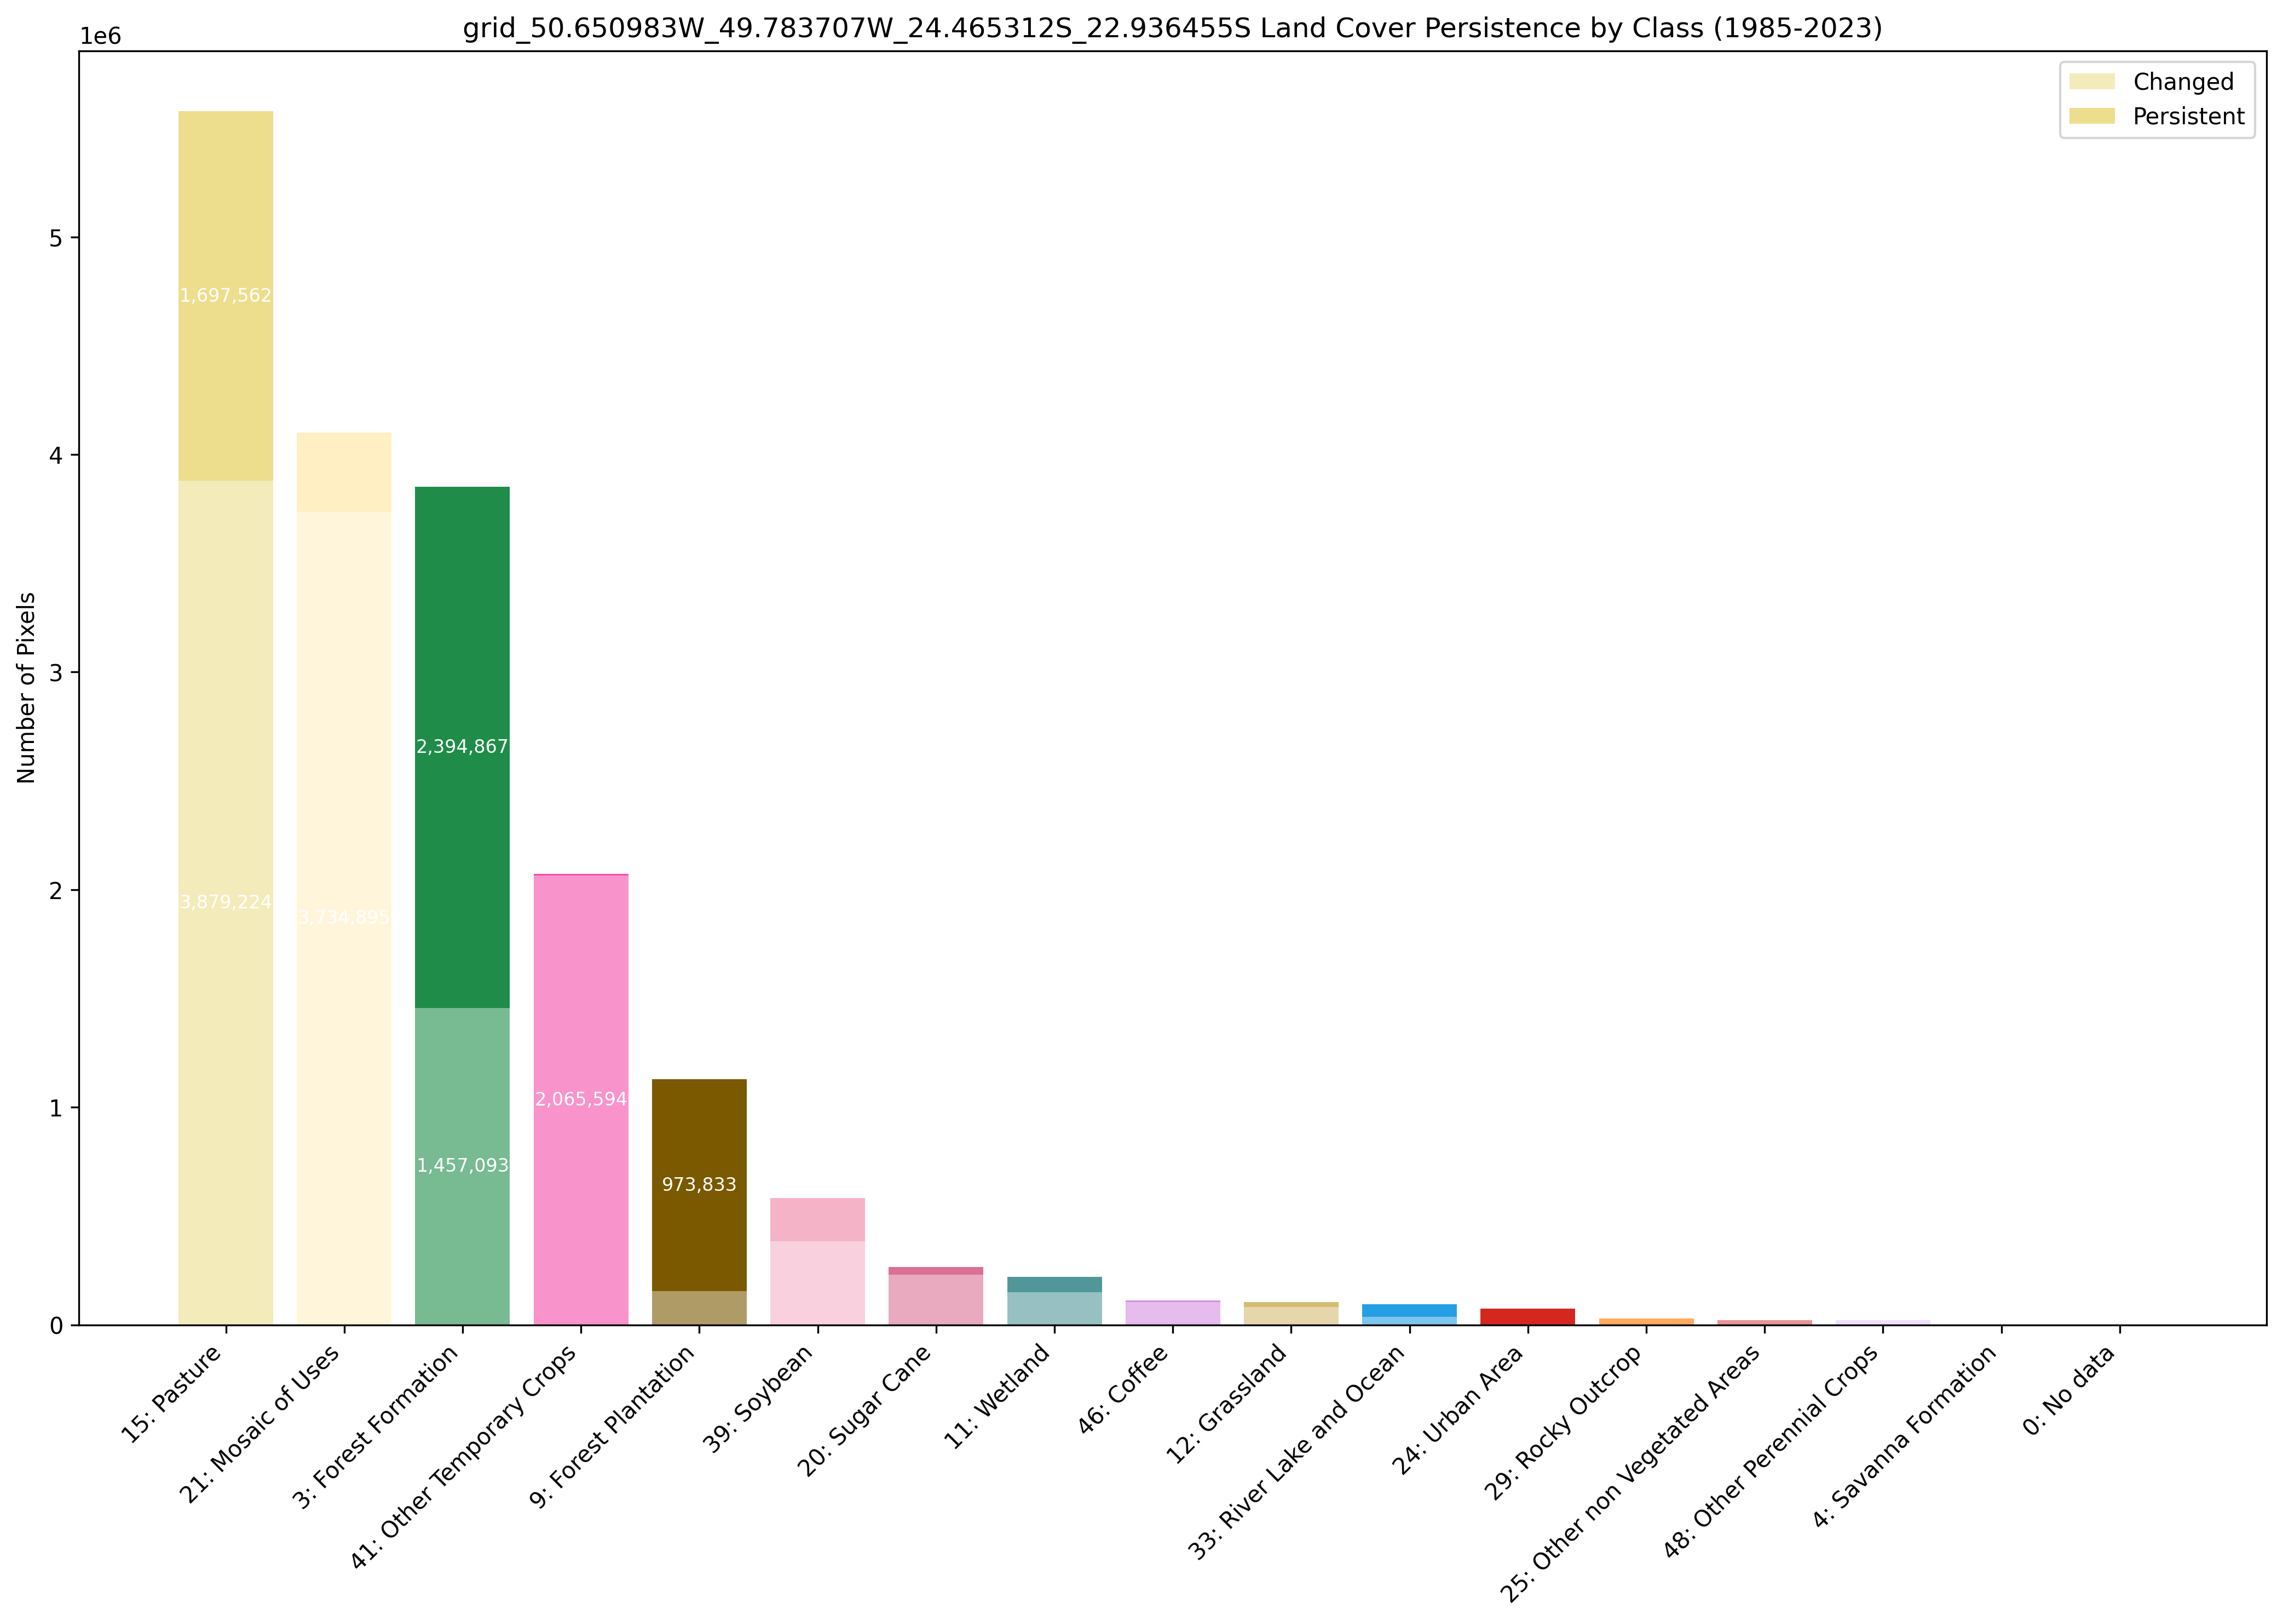 grid_50.650983W_49.783707W_24.465312S_22.936455S Land Cover Persistence by Class (1985-2023)
1e6
Changed
Persistent
Number of Pixels
5
4
3
2
1
0
1,697,562
3,879,224
3,734,895
2,394,867
1,457,093
2,065,594
973,833
15: Pasture
21: Mosaic of Uses
3: Forest Formation
41: Other Temporary Crops
9: Forest Plantation
39: Soybean
20: Sugar Cane
11: Wetland
46: Coffee
12: Grassland
33: River Lake and Ocean
24: Urban Area
29: Rocky Outcrop
25: Other non Vegetated Areas
48: Other Perennial Crops
4: Savanna Formation
0: No data